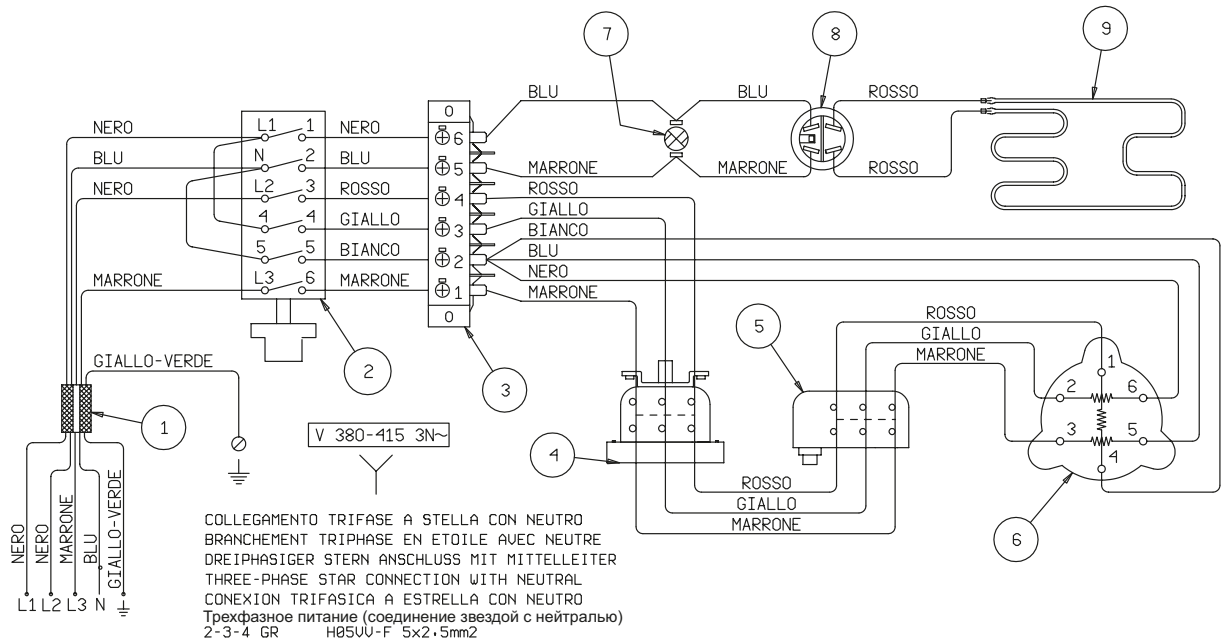 7
8
9
BLU
BLU
ROSSO
0
NERO
L1
1
NERO
6
BLU
N
2
BLU
5
MARRONE
MARRONE
ROSSO
NERO
L2
3
ROSSO
4
ROSSO
GIALLO
4
4
GIALLO
3
BIANCO
5
5
BIANCO
2
BLU
NERO
MARRONE
L3
6
MARRONE
1
MARRONE
0
ROSSO
GIALLO
MARRONE
5
GIALLO-VERDE
2
3
1
2
6
3
5
4
1
V 380-415 3N~
4
6
ROSSO
GIALLO
MARRONE
NERO
NERO
MARRONE
BLU
GIALLO-VERDE
L1 L2 L3 N
COLLEGAMENTO TRIFASE A STELLA CON NEUTRO
BRANCHEMENT TRIPHASE EN ETOILE AVEC NEUTRE
DREIPHASIGER STERN ANSCHLUSS MIT MITTELLEITER
THREE-PHASE STAR CONNECTION WITH NEUTRAL
CONEXION TRIFASICA A ESTRELLA CON NEUTRO
Трехфазное питание (соединение звездой с нейтралью)
2-3-4 GR H05VV-F 5x2.5mm2